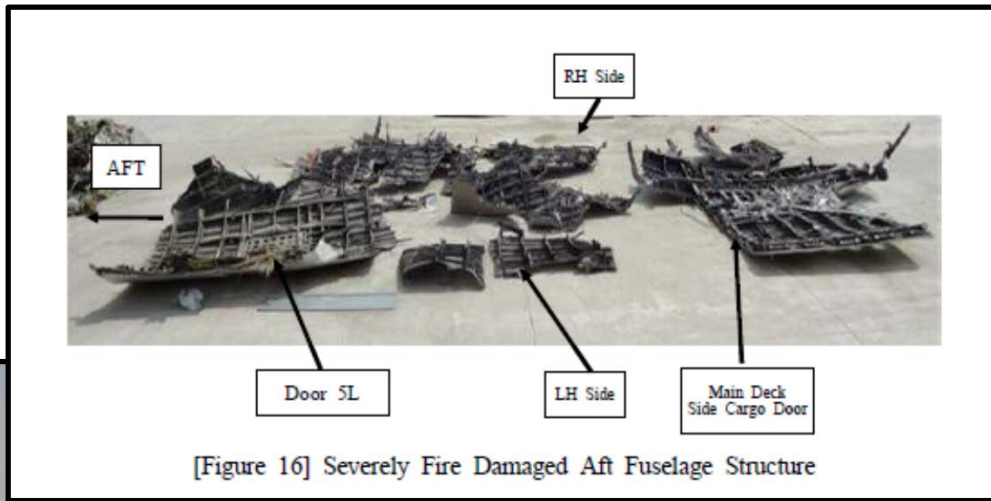 RH Side
AFT
Door 5L
LH Side
Main Deck
Side Cargo Door
[Figure 16] Severely Fire Damaged Aft Fuselage Structure